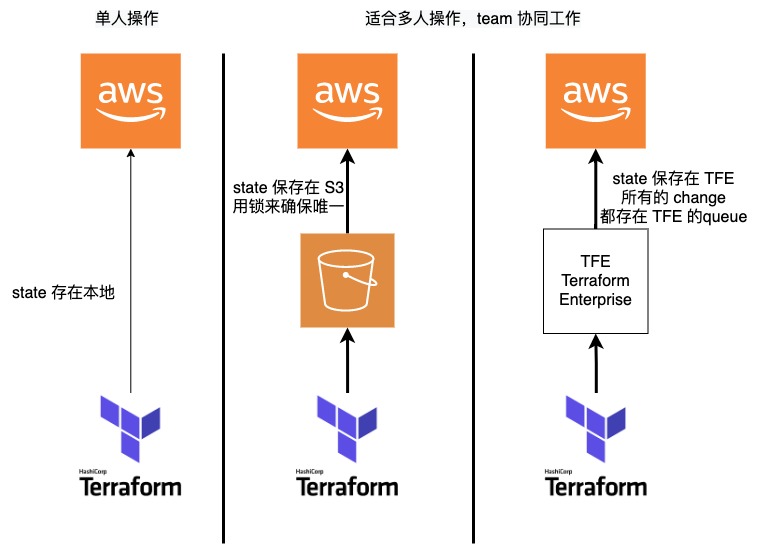 单人操作
适合多人操作，team 协同工作
aws
aws
aws
state 保存在 S3
用锁来确保唯一
state 保存在 TFE
所有的 change
都存在 TFE 的queue
TFE
Terraform
Enterprise
state 存在本地
HashiCorp
Terraform
HashiCorp
Terraform
HashiCorp
Terraform